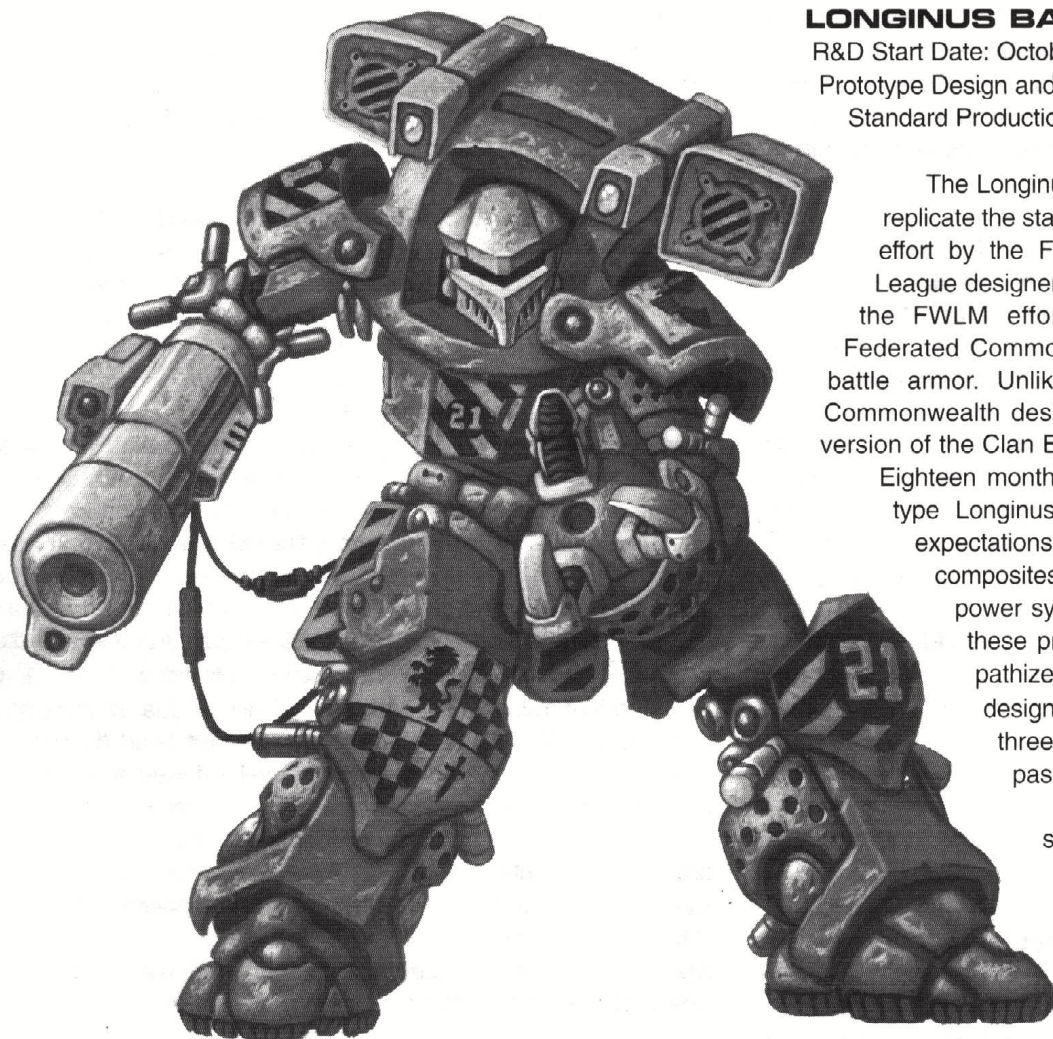 LONGINUS BA
R&D Start Date: Octob
Prototype Design and
Standard Productio
The Longinu
replicate the sta
effort by the F
League designer
the FWLM effor
Federated Commo
battle armor. Unlik
Commonwealth des
version of the Clan E
Eighteen month
type Longinus
expectations
composites
power sy
these pr
pathize
design
three
pas
s
21
21